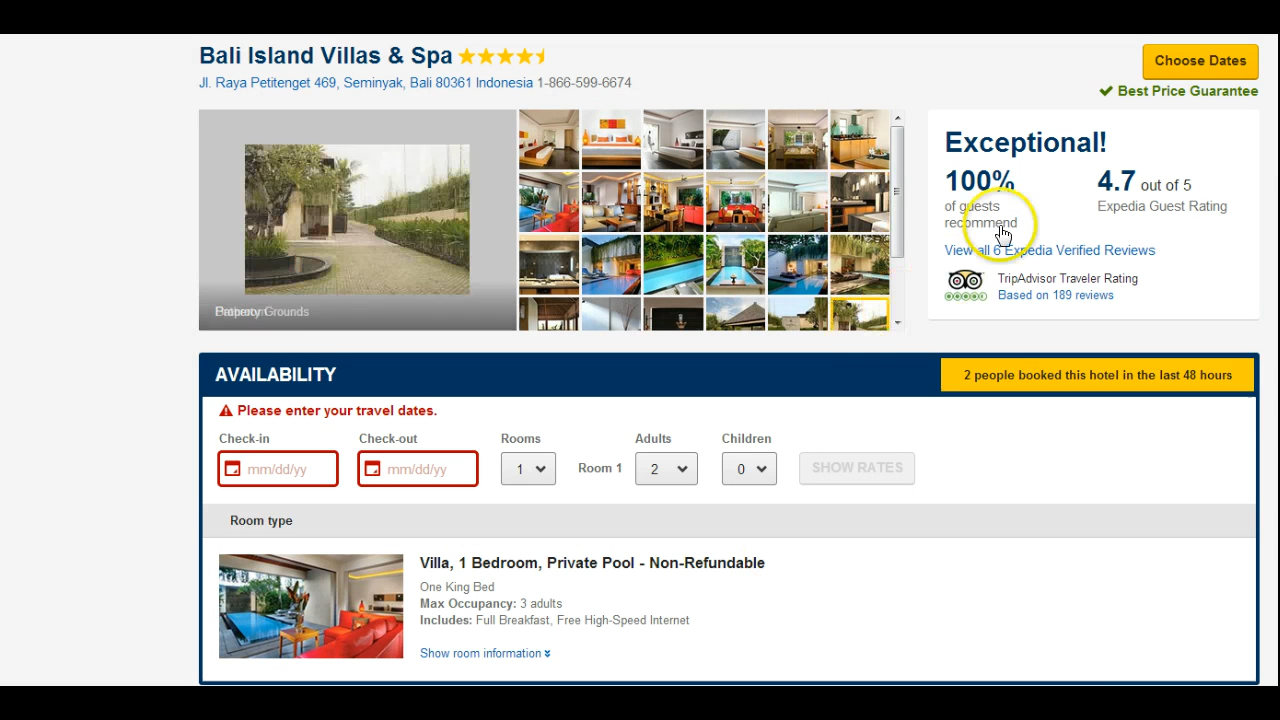 Bali Island Villas & Spa
Jl. Raya Petitenget 469, Seminyak, Bali 80361 Indonesia 1-866-599-6674
Choose Dates
Best Price Guarantee
Grounds
Exceptional!
100%
of guests
recommend
4.7 out of 5
Expedia Guest Rating
View all 6 Expedia Verified Reviews
TripAdvisor Traveler Rating
Based on 189 reviews
AVAILABILITY
2 people booked this hotel in the last 48 hours
Please enter your travel dates.
Check-in
Check-out
Rooms
Adults
Children
mm/dd/yy
mm/dd/yy
1
Room 1
2
0
SHOW RATES
Room type
Villa, 1 Bedroom, Private Pool - Non-Refundable
One King Bed
Max Occupancy: 3 adults
Includes: Full Breakfast, Free High-Speed Internet
Show room information